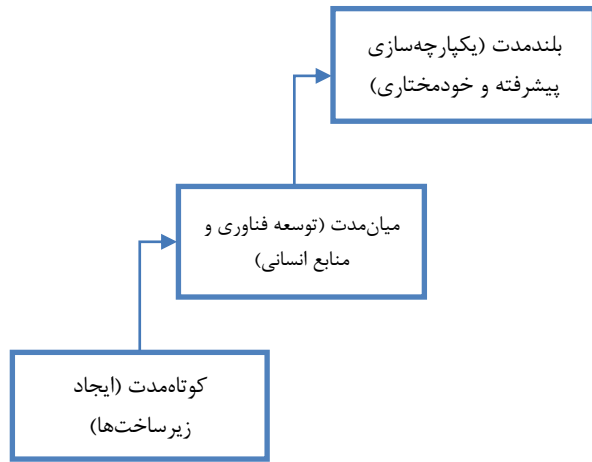 بلندمدت (یکپارچه‌سازی
پیشرفته و خودمختاری)
میان‌مدت (توسعه فناوری و
منابع انسانی)
کوتاه‌مدت (ایجاد
زیرساخت‌ها)